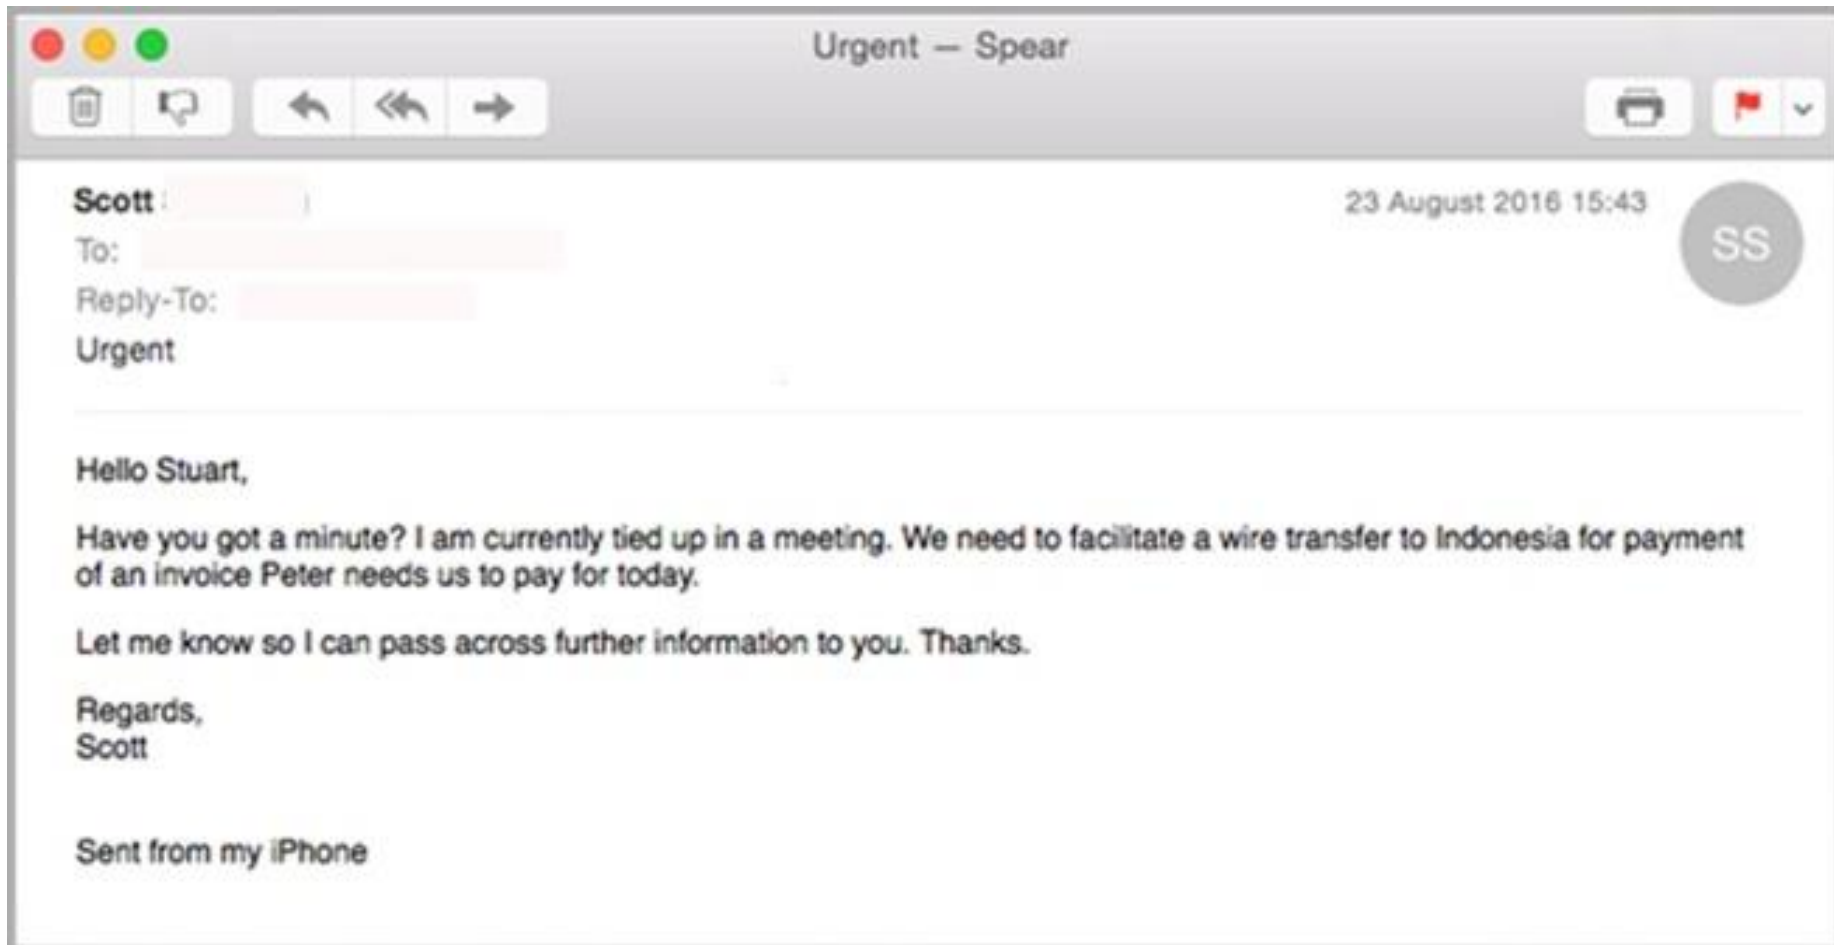 Urgent — Spear
Scott
23 August 2016 15:43
SS
To:
Reply-To:
Urgent
Hello Stuart,
Have you got a minute? I am currently tied up in a meeting. We need to facilitate a wire transfer to Indonesia for payment
of an invoice Peter needs us to pay for today.
Let me know so I can pass across further information to you. Thanks.
Regards,
Scott
Sent from my iPhone